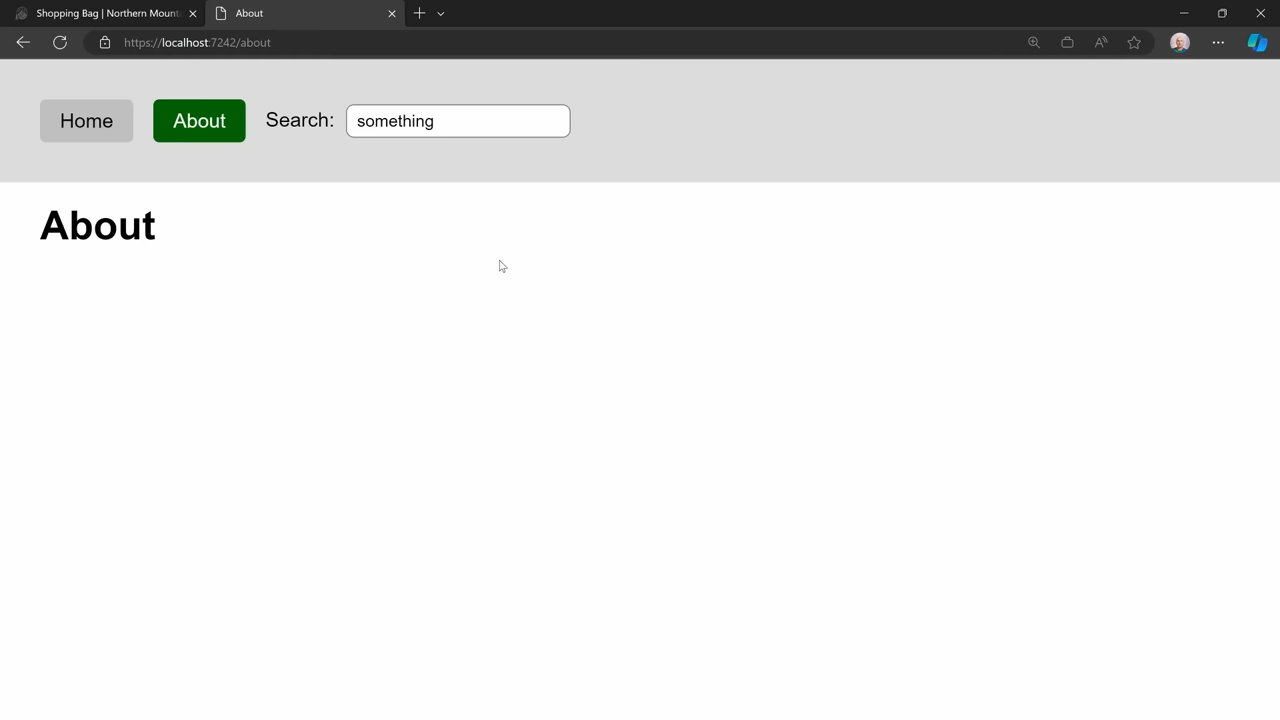 Shopping Bag | Northern Mount
About
https://localhost:7242/about
Home
About
Search:
something
About